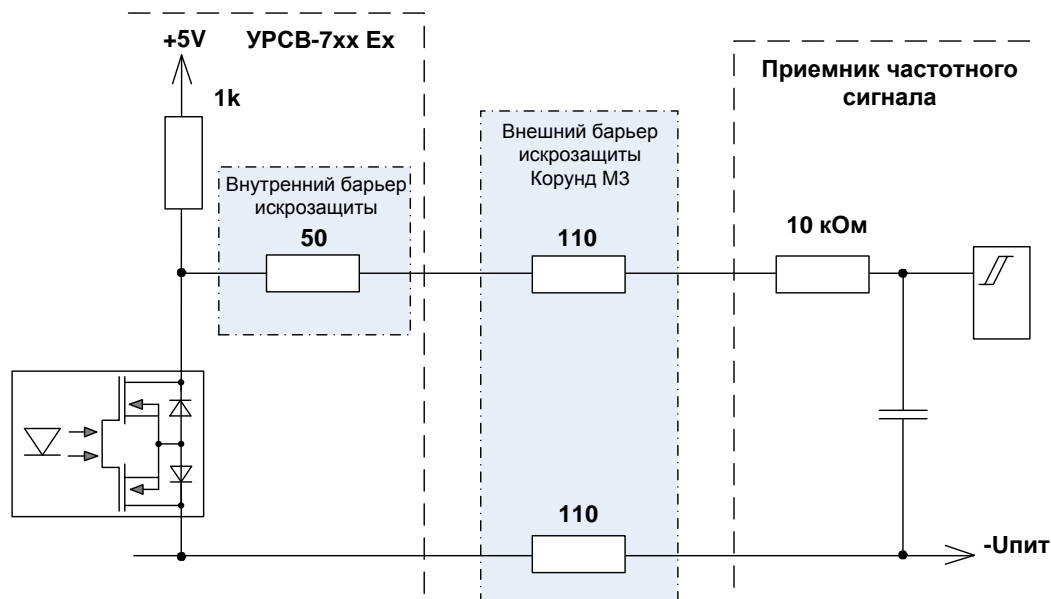 +5V
УРСВ-7xx Ex
1k
Внутренний барьер
искрозащиты
50
Внешний барьер
искрозащиты
Корунд М3
110
Приемник частотного
сигнала
10 кОм
110
-Uпит